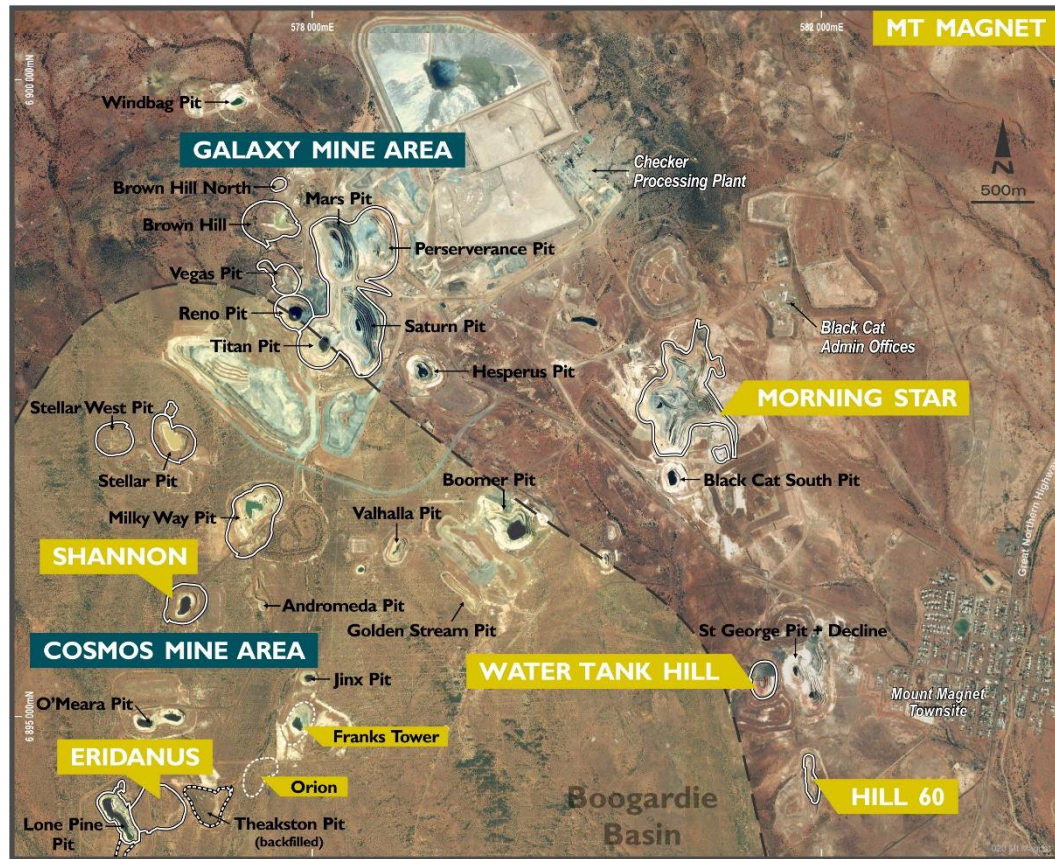 578 000mE
582 000mE
MT MAGNET
6 900 000mN
Windbag Pit
GALAXY MINE AREA
Checker
Processing Plant
N
500m
Brown Hill North
Mars Pit
Brown Hill
Perserverance Pit
Vegas Pit
Reno Pit
Saturn Pit
Titan Pit
Black Cat
Admin Offices
Hesperus Pit
MORNING STAR
Stellar West Pit
Stellar Pit
Boomer Pit
Black Cat South Pit
Great Northern Highway
Milky Way Pit
Valhalla Pit
SHANNON
Andromeda Pit
Golden Stream Pit
St George Pit + Decline
COSMOS MINE AREA
WATER TANK HILL
Jinx Pit
Mount Magnet
Townsite
O'Meara Pit
6 895 000mN
Franks Tower
ERIDANUS
Orion
HILL 60
Lone Pine
Pit
Theakston Pit
(backfilled)
Boogardie
Basin